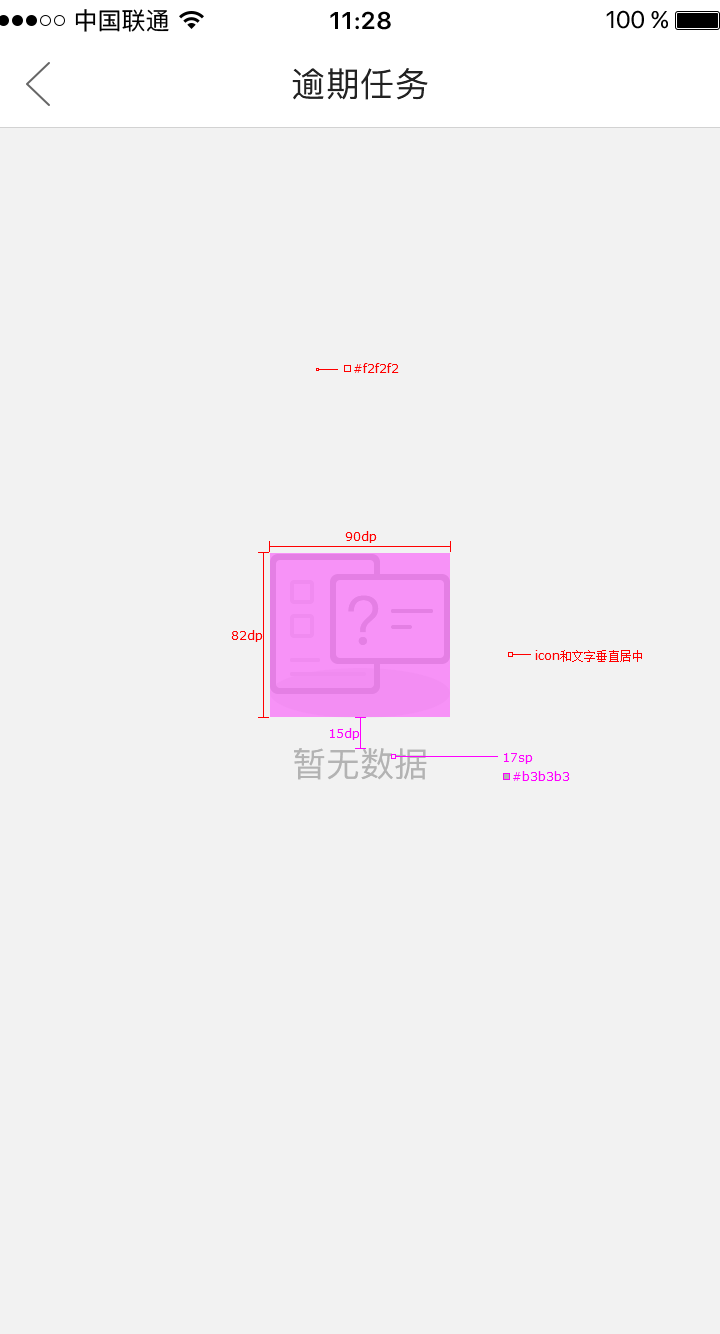 中国联通 11:28 100 %
逾期任务
#f2f2f2
90dp
82dp
?
icon和文字垂直居中
15dp
暂无数据
17sp
#b3b3b3